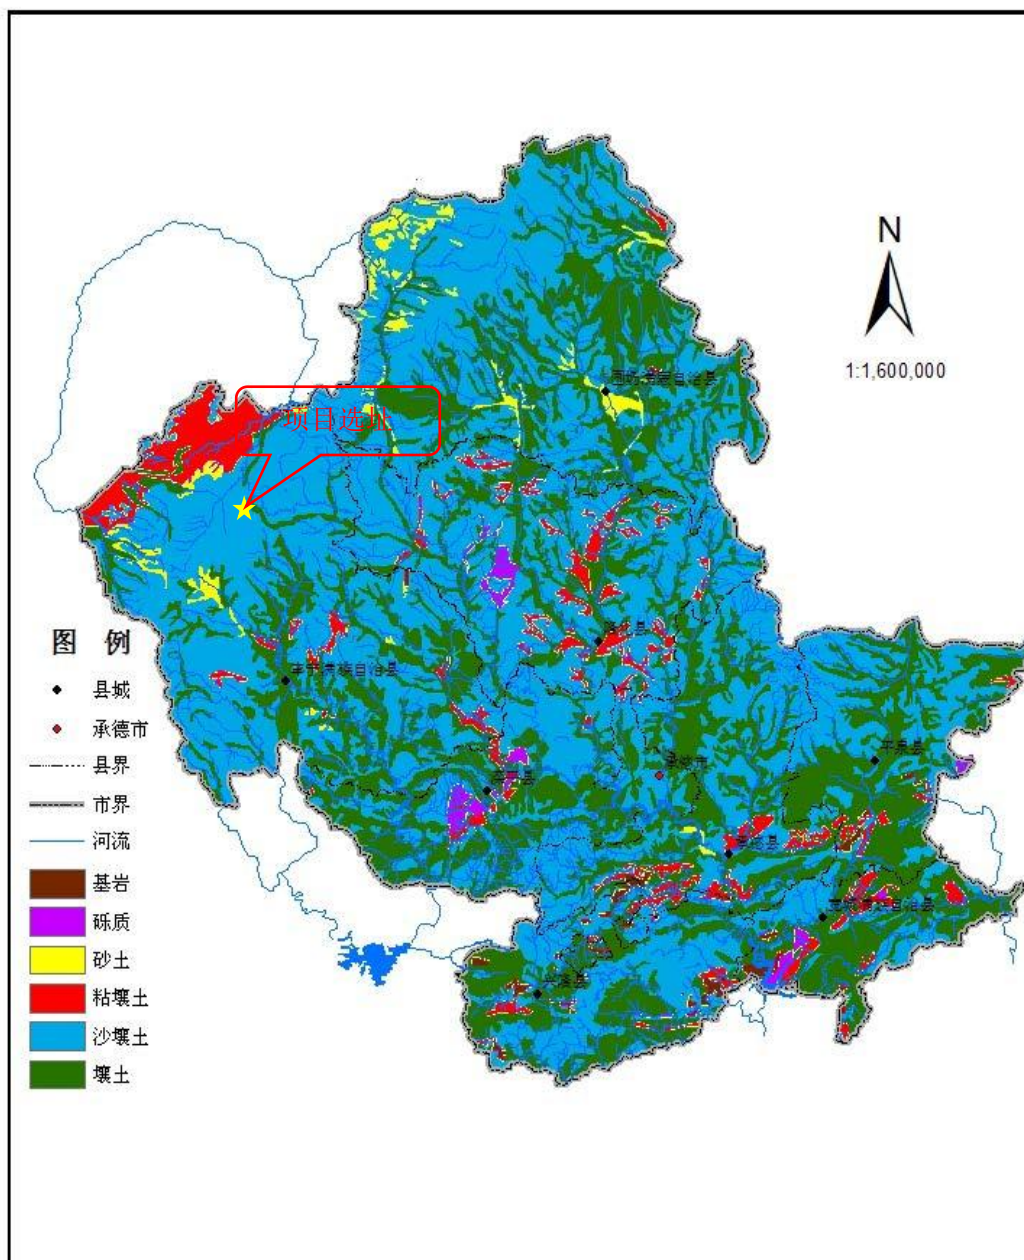 N
1:1,600,000
围场满族自治县
项目选址
隆化县
丰宁满族自治县
平泉县
承德市
滦平县
承德县
宽城满族自治县
兴隆县
图 例
县城
承德市
县界
市界
河流
基岩
砾质
砂土
粘壤土
沙壤土
壤土